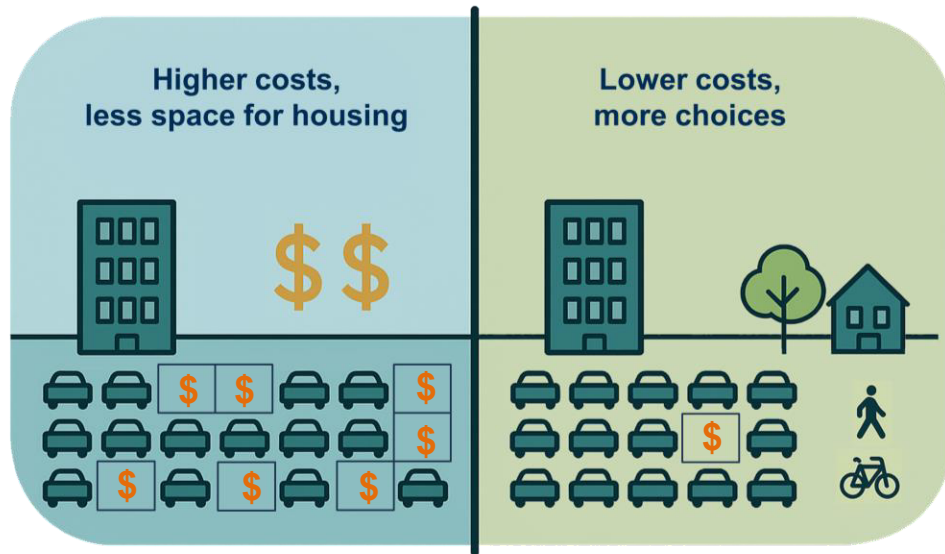 Higher costs,
less space for housing
$ $
$ $ $
$
$ $ $
Lower costs,
more choices
$